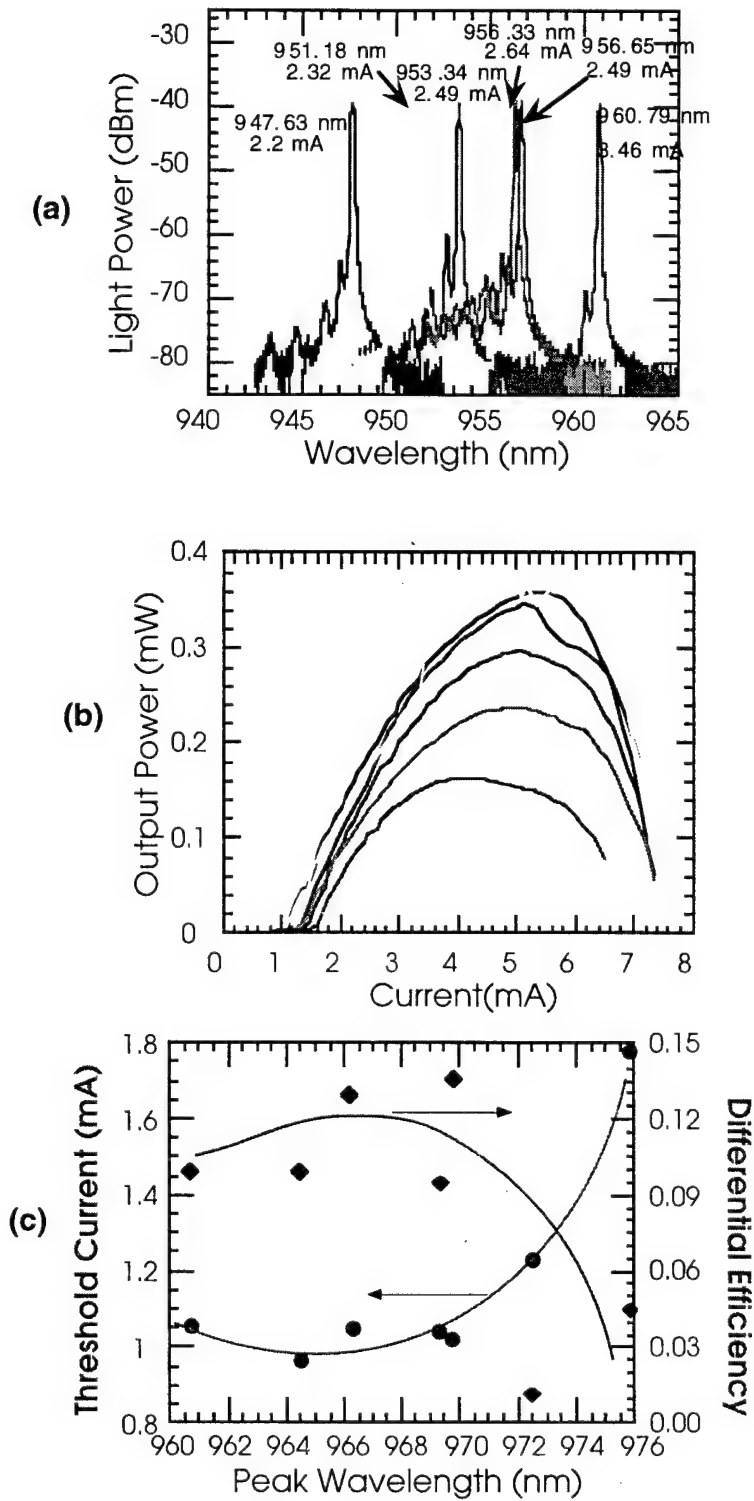 (a)
Light Power (dBm)
-25
-40
-50
-60
-70
-80
951.18 nm
2.32 mA
956.33 nm
2.64 mA
953.34 nm
2.49 mA
956.65 nm
2.49 mA
947.63 nm
2.2 mA
960.79 nm
3.46 mA
940 945 950 955 960 965
Wavelength (nm)
(b)
Output Power (mW)
0.4
0.3
0.2
0.1
0
0 1 2 3 4 5 6 7 8
Current(mA)
(c)
Threshold Current (mA)
1.8
1.6
1.4
1.2
1
0.8
0.15
0.12
0.09
0.06
0.03
0.00
Differential Efficiency
960 962 964 966 968 970 972 974 976
Peak Wavelength (nm)